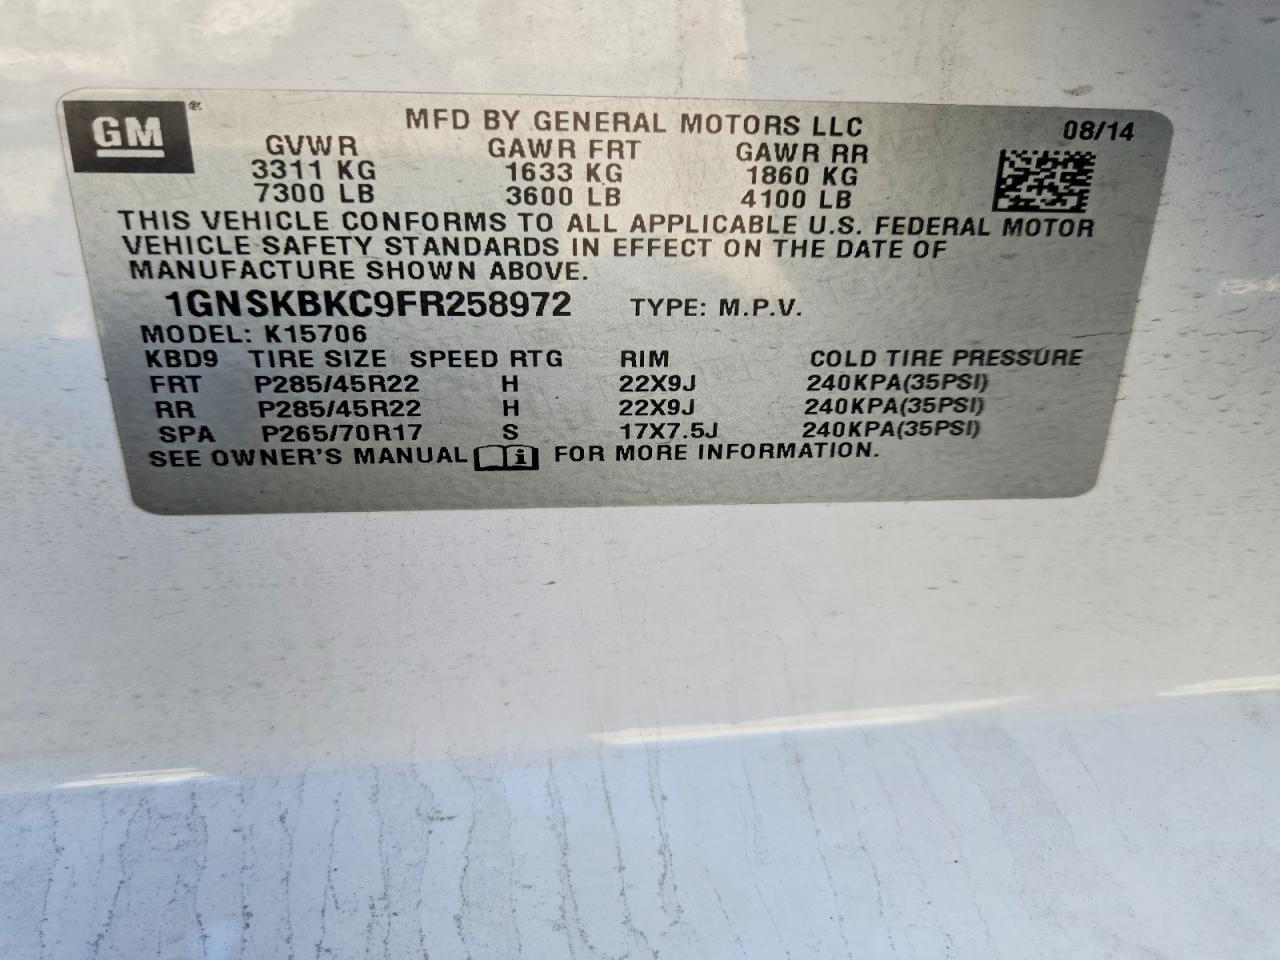 GM ®
MFD BY GENERAL MOTORS LLC 08/14
GVWR GAWR FRT GAWR RR
3311 KG 1633 KG 1860 KG
7300 LB 3600 LB 4100 LB
THIS VEHICLE CONFORMS TO ALL APPLICABLE U.S. FEDERAL MOTOR
VEHICLE SAFETY STANDARDS IN EFFECT ON THE DATE OF
MANUFACTURE SHOWN ABOVE.
1GNSKBKC9FR258972 TYPE: M.P.V.
MODEL: K15706
KBD9 TIRE SIZE SPEED RTG RIM COLD TIRE PRESSURE
FRT P285/45R22 H 22X9J 240KPA(35PSI)
RR P285/45R22 H 22X9J 240KPA(35PSI)
SPA P265/70R17 S 17X7.5J 240KPA(35PSI)
SEE OWNER'S MANUAL i FOR MORE INFORMATION.